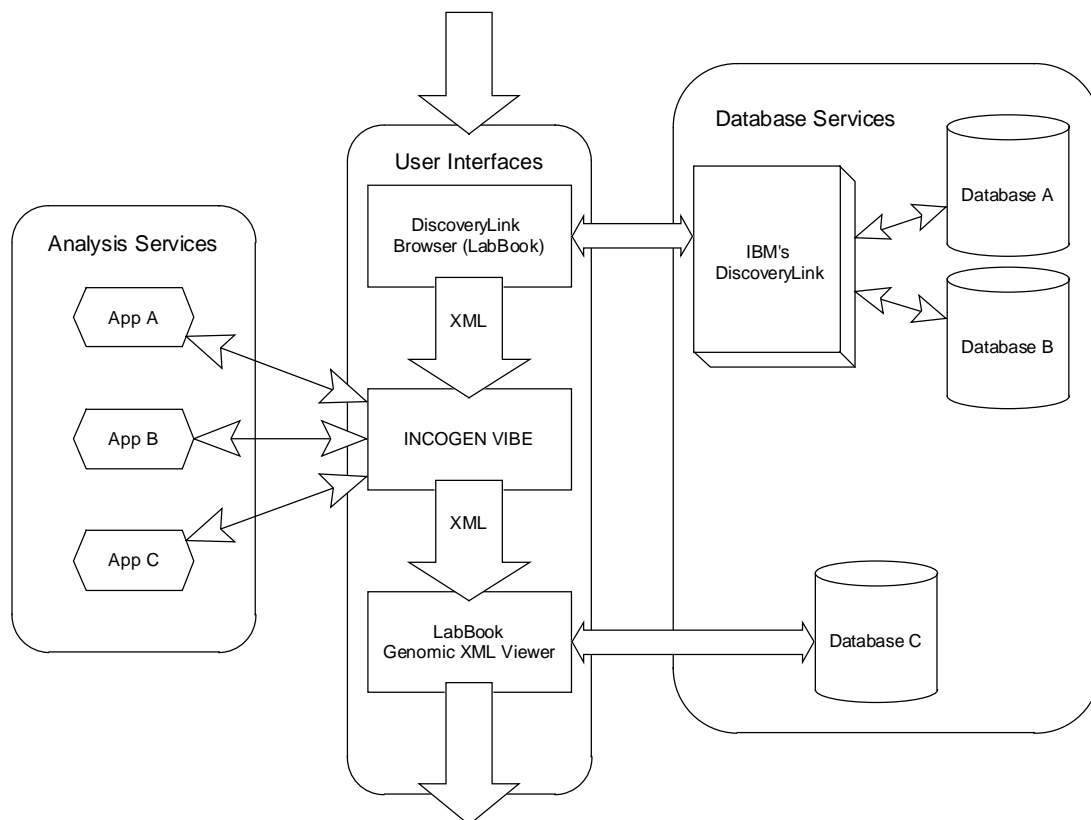 Database Services
User Interfaces
Analysis Services
DiscoveryLink
Browser (LabBook)
IBM's
DiscoveryLink
Database A
Database B
XML
App A
App B
App C
INCOGEN VIBE
XML
LabBook
Genomic XML Viewer
Database C